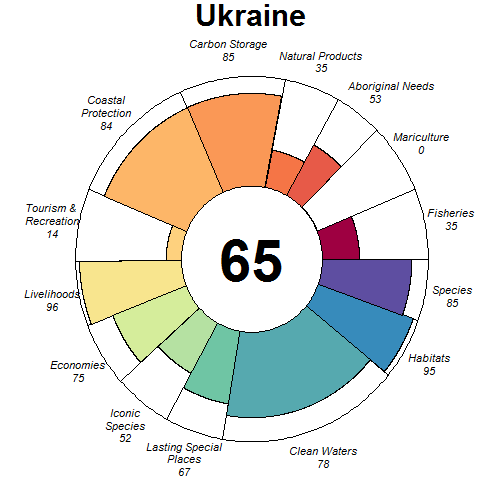 Ukraine
Carbon Storage
85
Natural Products
35
Aboriginal Needs
53
Mariculture
0
Fisheries
35
Species
85
Habitats
95
Clean Waters
78
Lasting Special
Places
67
Iconic
Species
52
Economies
75
Livelihoods
96
Tourism &
Recreation
14
Coastal
Protection
84
65